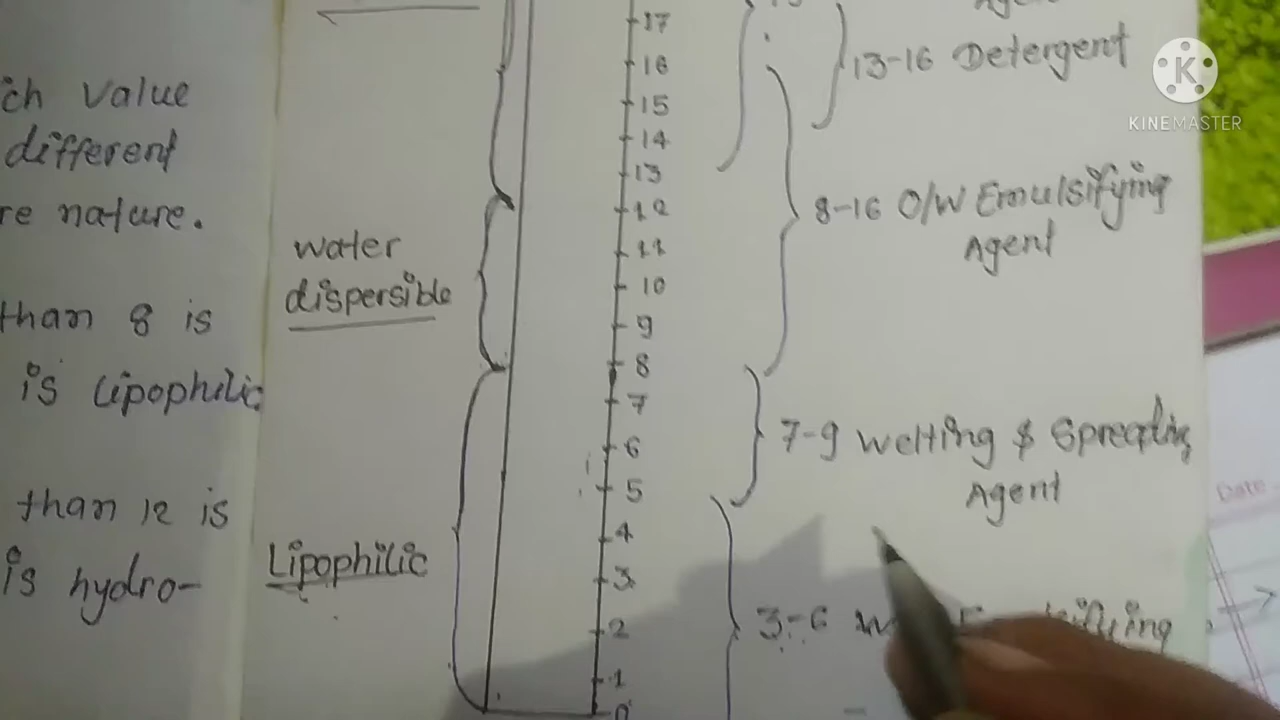 ich value
different
re nature.
than 8 is
is Lipophilic
than 12 is
is hydro-
water
dispersible
Lipophilic
17
16
15
14
13
12
11
10
9
8
7
6
5
4
3
2
1
0
13-16 Detergent
8-16 O/W Emulsifying
Agent
7-9 Wetting & Spreading
Agent
3-6
KINEMASTER
Date